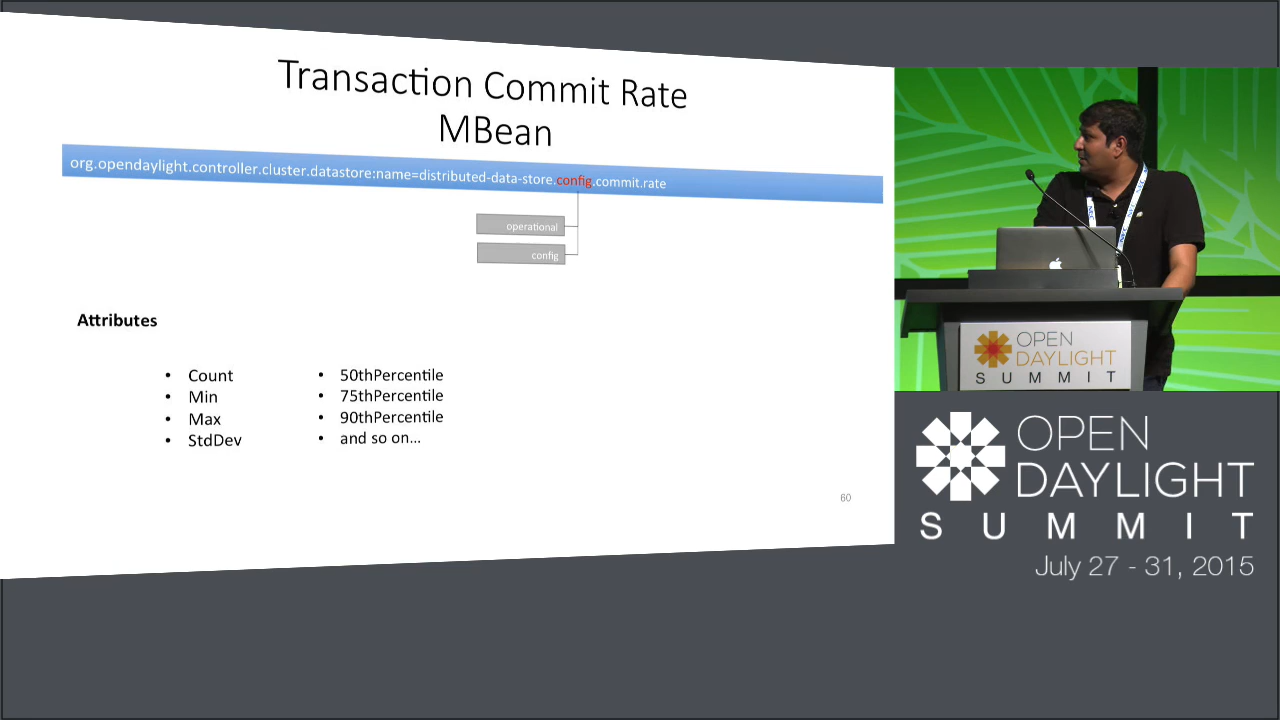 Transaction Commit Rate
MBean
org.opendaylight.controller.cluster.datastore:name=distributed-data-store.config.commit.rate
operational
config
Attributes
• Count
• Min
• Max
• StdDev
• 50thPercentile
• 75thPercentile
• 90thPercentile
• and so on...
60
OPEN
DAYLIGHT
SUMMIT
OPEN
DAYLIGHT
SUMMIT
July 27 - 31, 2015